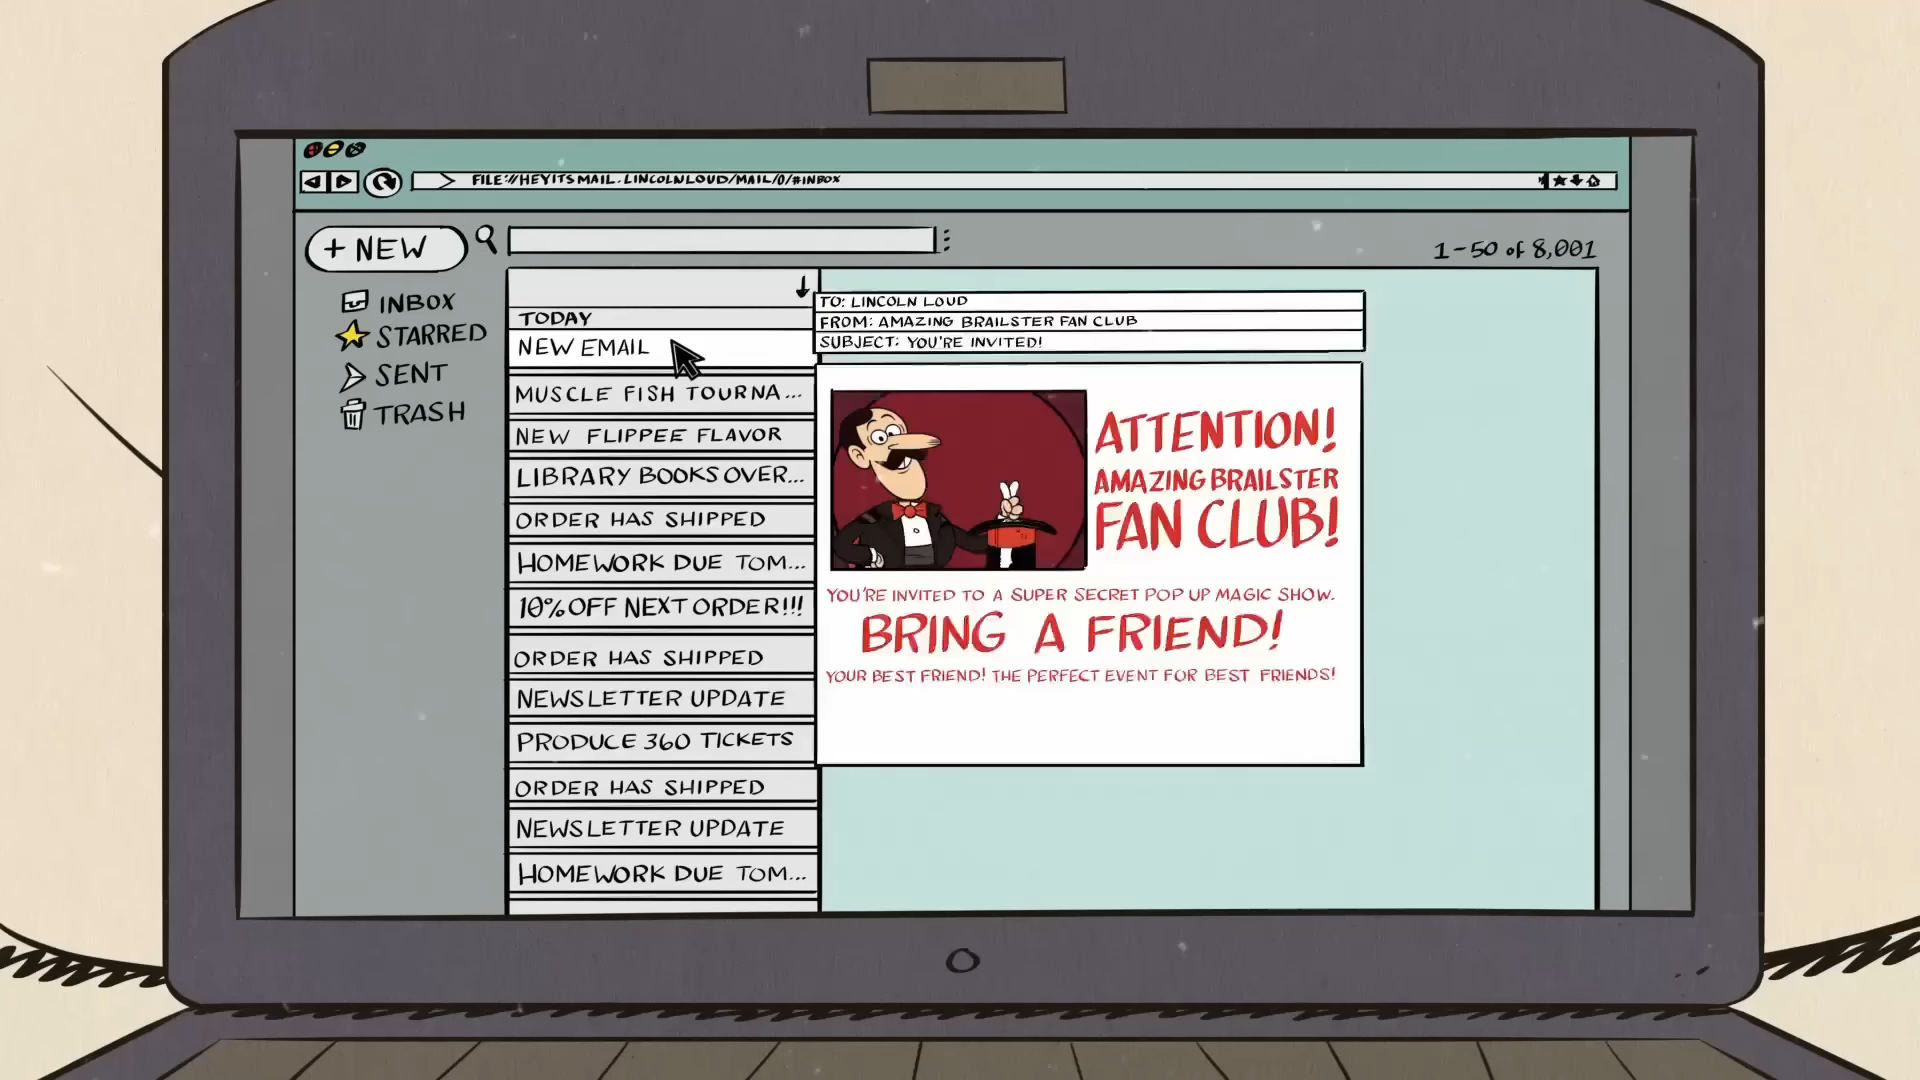 FILE://HEYITSMAIL.LINCOLNLOUD/MAIL/0/#INBOX
+ NEW
1-50 of 8,001
INBOX
STARRED
SENT
TRASH
TODAY
NEW EMAIL
MUSCLE FISH TOURNA...
NEW FLIPPEE FLAVOR
LIBRARY BOOKS OVER...
ORDER HAS SHIPPED
HOMEWORK DUE TOM...
10% OFF NEXT ORDER!!!
ORDER HAS SHIPPED
NEWSLETTER UPDATE
PRODUCE 360 TICKETS
ORDER HAS SHIPPED
NEWSLETTER UPDATE
HOMEWORK DUE TOM...
TO: LINCOLN LOUD
FROM: AMAZING BRAILSTER FAN CLUB
SUBJECT: YOU'RE INVITED!
ATTENTION!
AMAZING BRAILSTER
FAN CLUB!
YOU'RE INVITED TO A SUPER SECRET POP UP MAGIC SHOW.
BRING A FRIEND!
YOUR BEST FRIEND! THE PERFECT EVENT FOR BEST FRIENDS!